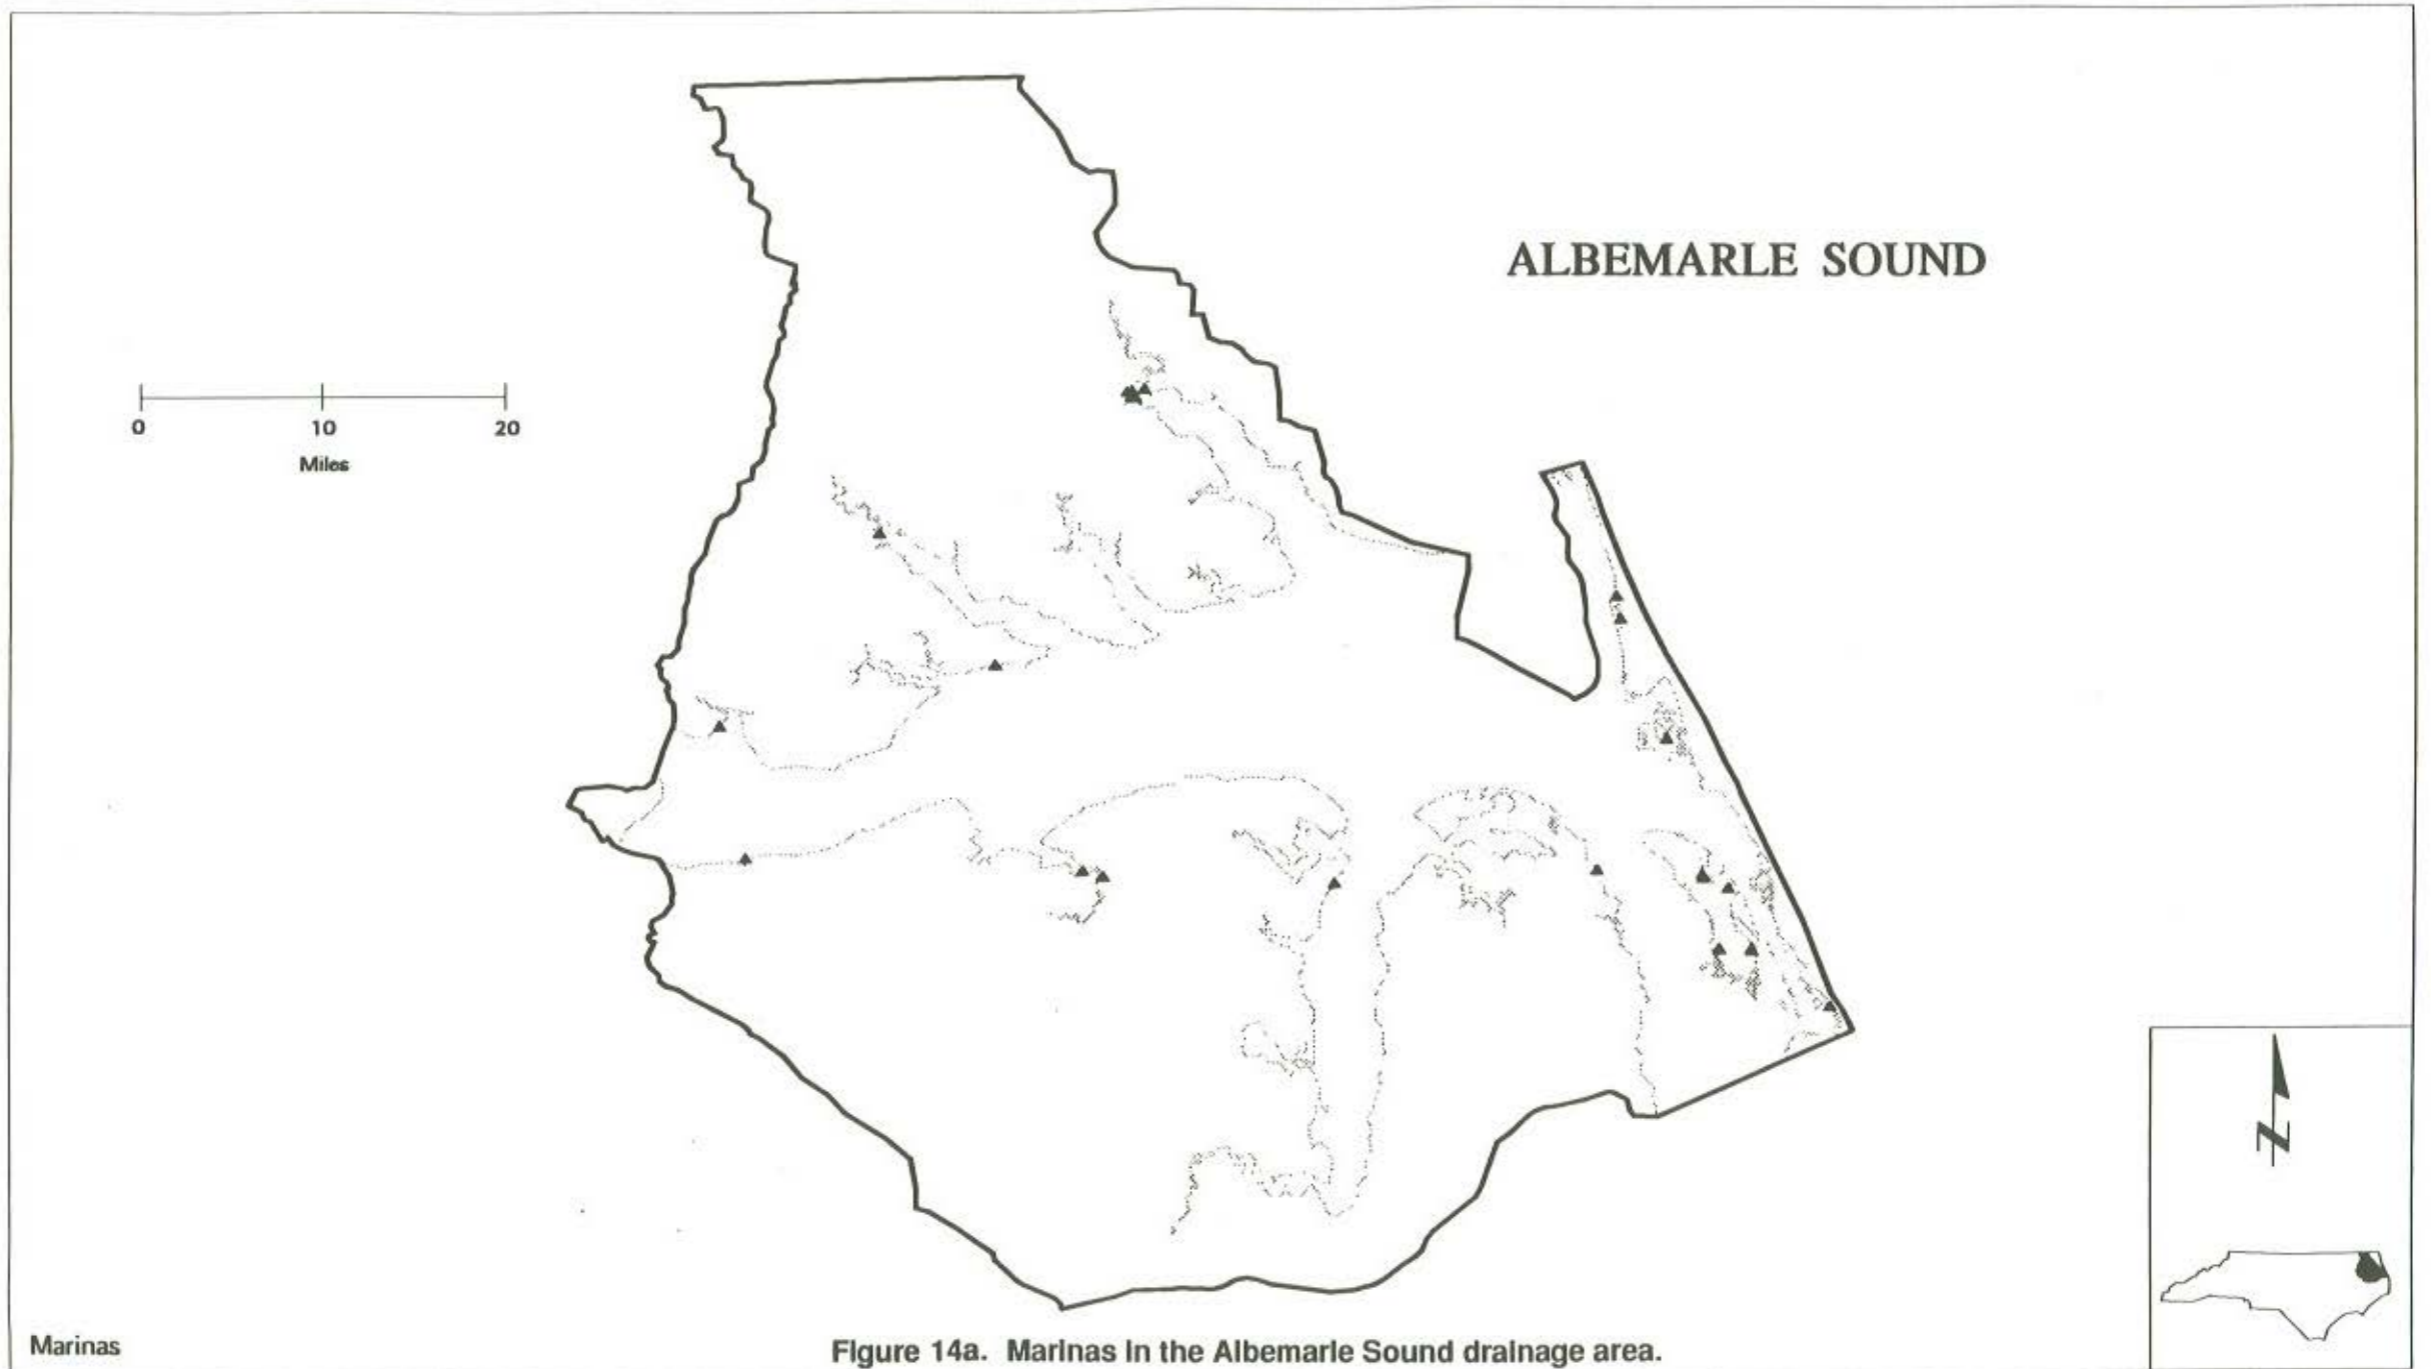 ALBEMARLE SOUND
0 10 20
Miles
N
Marinas
Figure 14a. Marinas in the Albemarle Sound drainage area.